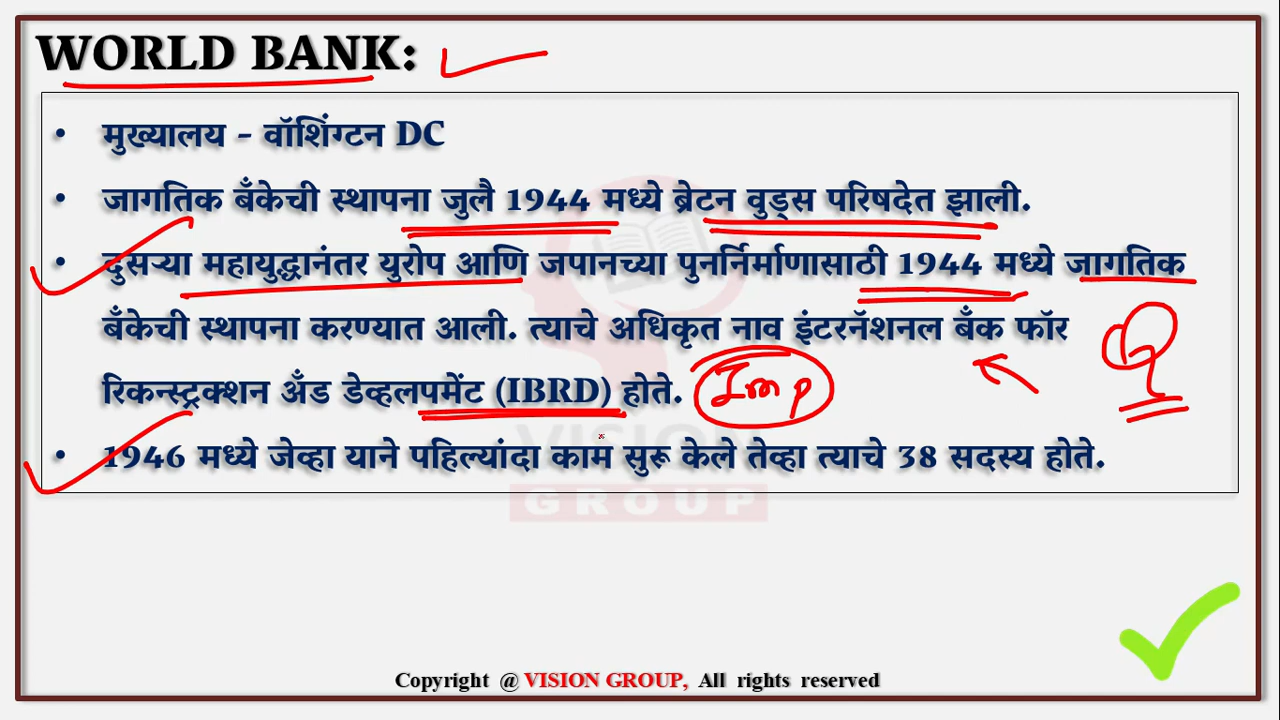 WORLD BANK:
• मुख्यालय - वॉशिंग्टन DC
• जागतिक बँकेची स्थापना जुलै 1944 मध्ये ब्रेटन वुड्स परिषदेत झाली.
• दुसऱ्या महायुद्धानंतर युरोप आणि जपानच्या पुनर्निर्माणासाठी 1944 मध्ये जागतिक
बँकेची स्थापना करण्यात आली. त्याचे अधिकृत नाव इंटरनॅशनल बँक फॉर
Q
रिकन्स्ट्रक्शन अँड डेव्हलपमेंट (IBRD) होते. Imp
• 1946 मध्ये जेव्हा याने पहिल्यांदा काम सुरू केले तेव्हा त्याचे 38 सदस्य होते.
VISION
GROUP
Copyright @ VISION GROUP, All rights reserved